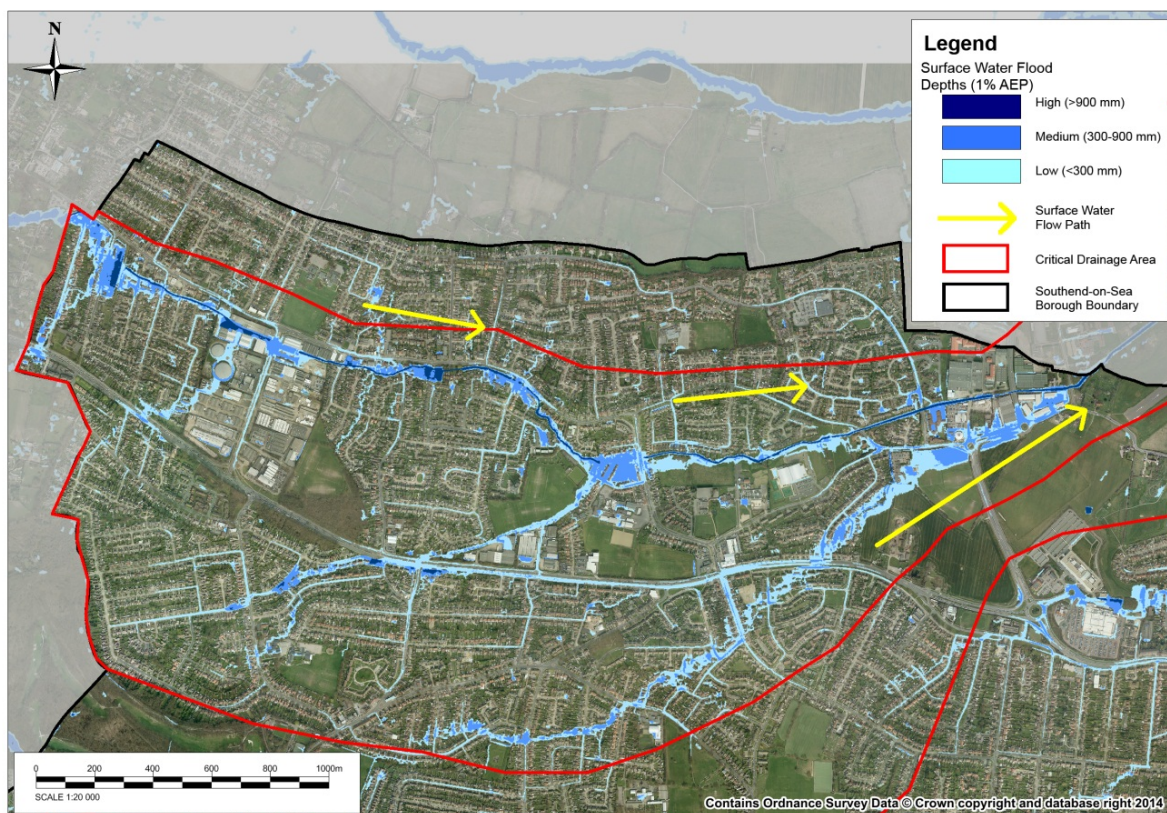 N
Legend
Surface Water Flood
Depths (1% AEP)
High (>900 mm)
Medium (300-900 mm)
Low (<300 mm)
Surface Water
Flow Path
Critical Drainage Area
Southend-on-Sea
Borough Boundary
0 200 400 600 800 1000m
SCALE 1:20 000
Contains Ordnance Survey Data © Crown copyright and database right 2014